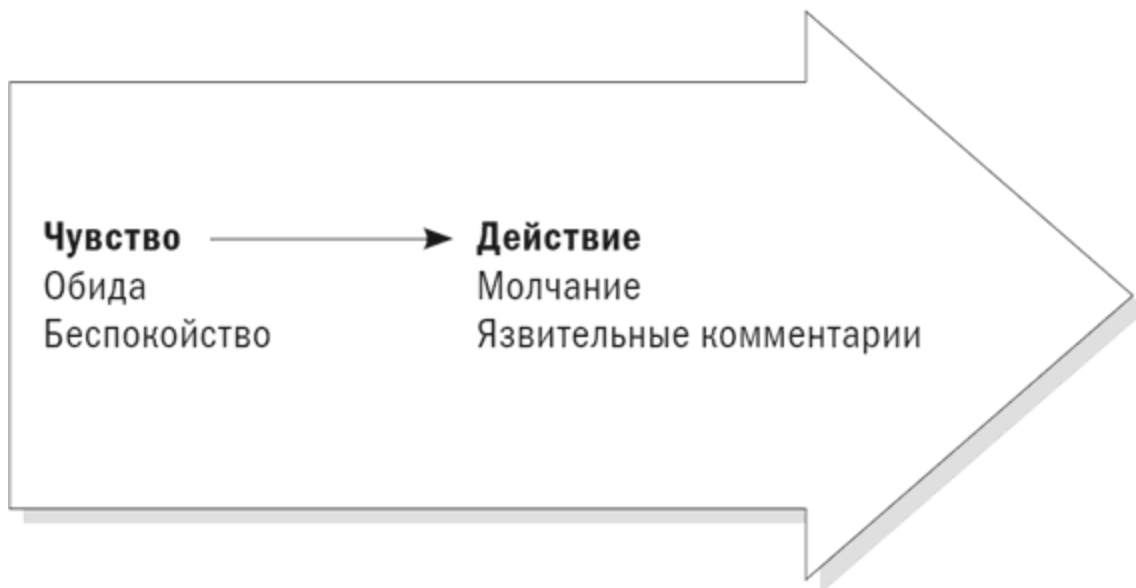 Чувство Действие
Обида Молчание
Беспокойство Язвительные комментарии